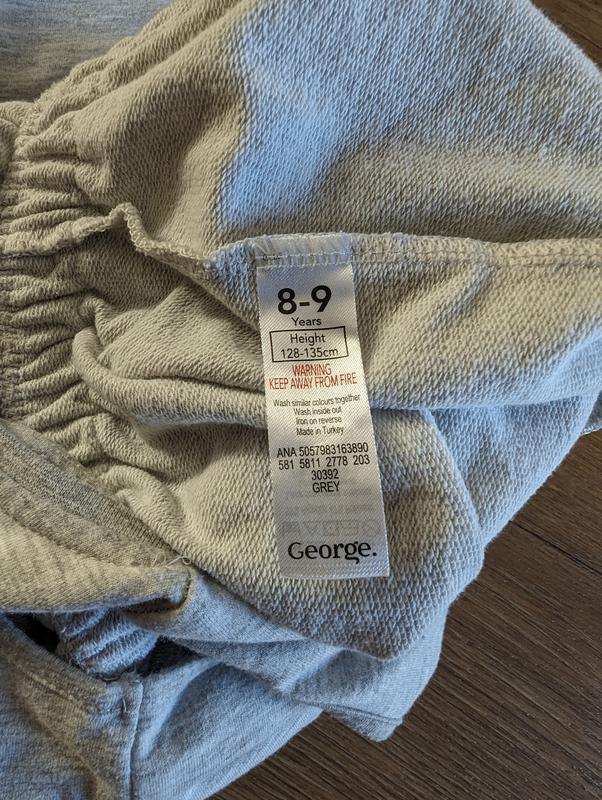 8-9
Years
Height
128-135cm
WARNING
KEEP AWAY FROM FIRE
Wash similar colours together
Wash inside out
Iron on reverse
Made in Turkey
ANA 5057983163890
581 5811 2778 203
30392
GREY
George.